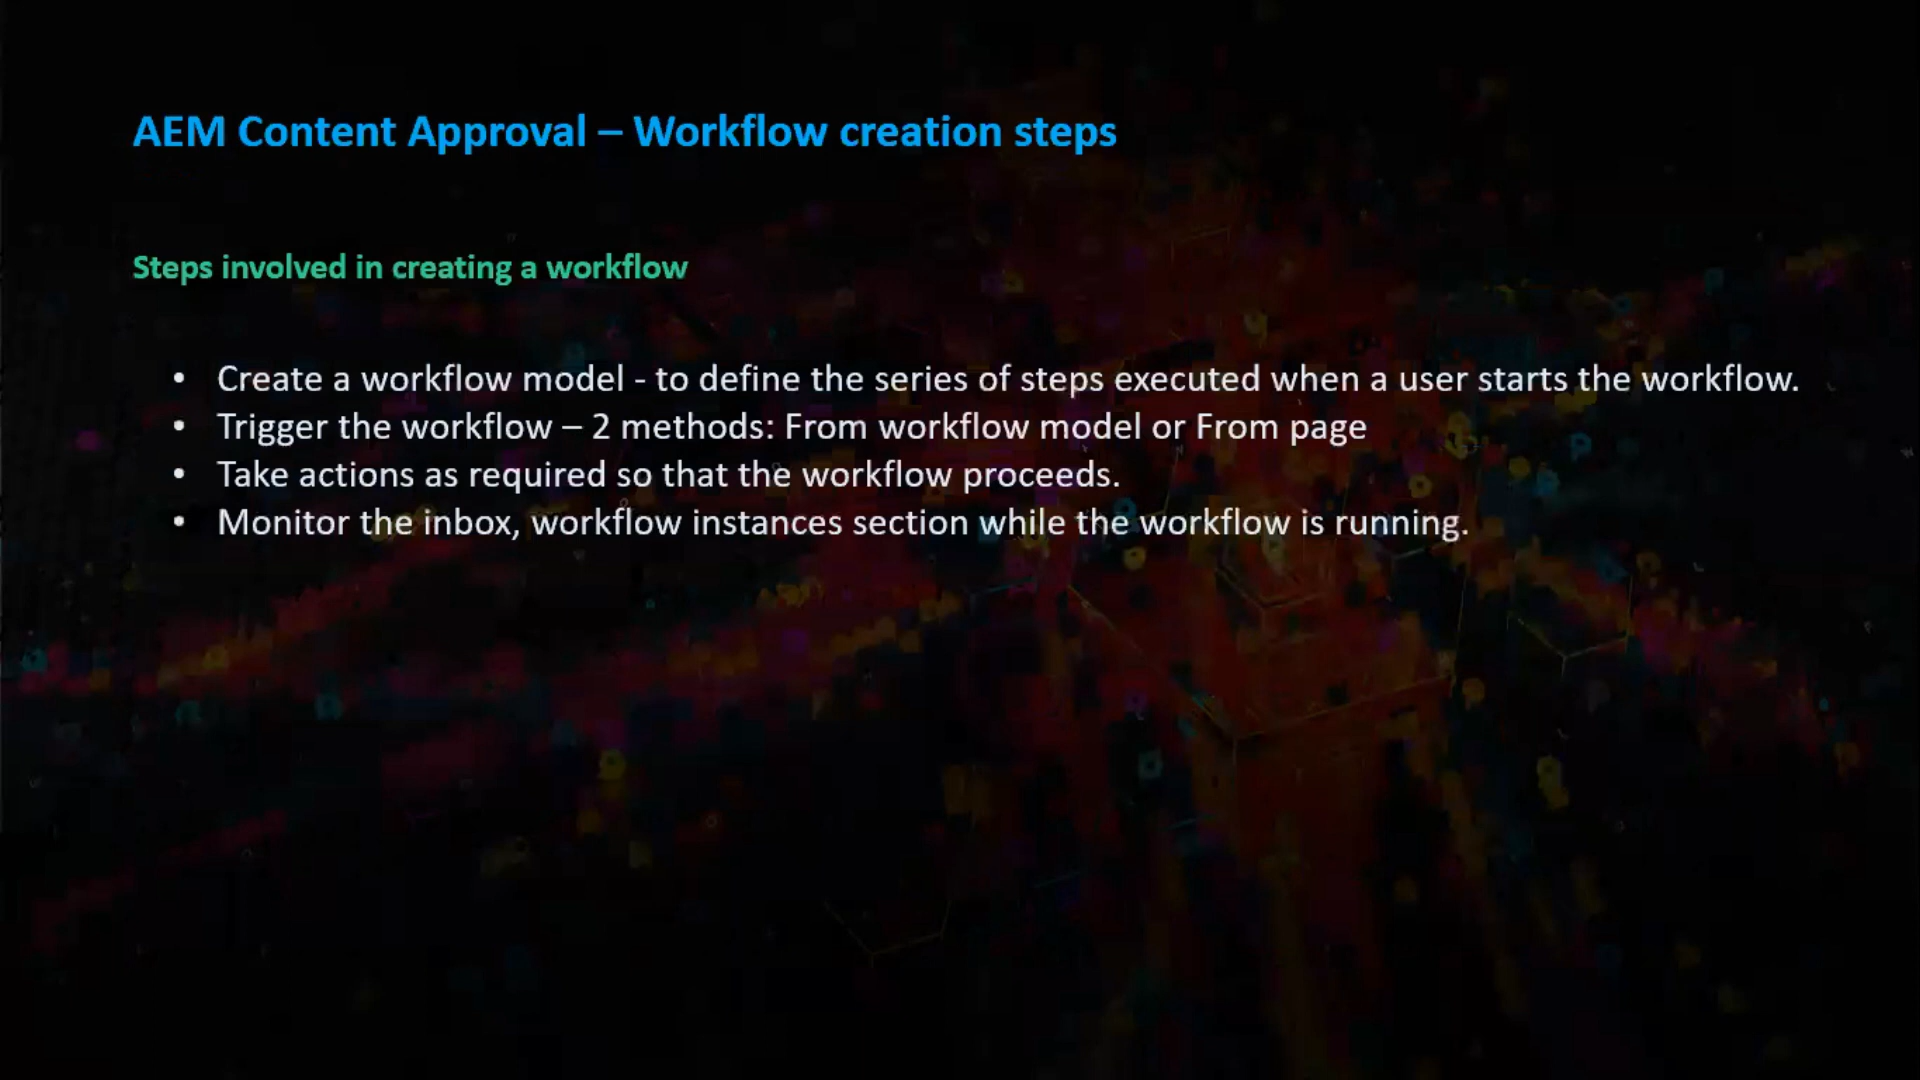 AEM Content Approval – Workflow creation steps
Steps involved in creating a workflow
• Create a workflow model - to define the series of steps executed when a user starts the workflow.
• Trigger the workflow – 2 methods: From workflow model or From page
• Take actions as required so that the workflow proceeds.
• Monitor the inbox, workflow instances section while the workflow is running.